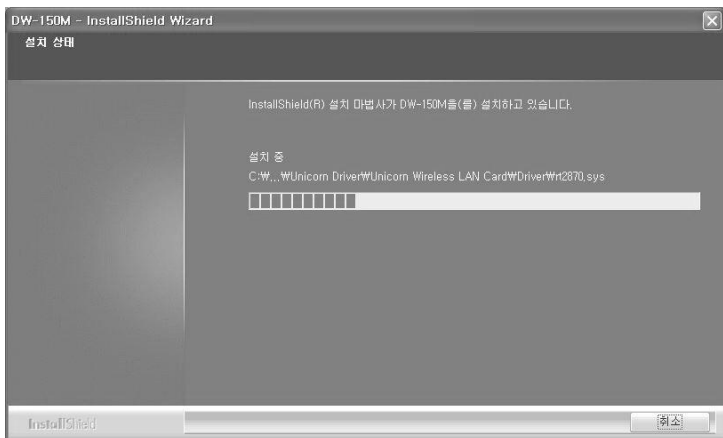 DW-150M - InstallShield Wizard
설치 상태
InstallShield(R) 설치 마법사가 DW-150M을(를) 설치하고 있습니다.
설치 중
C:₩...₩Unicorn Driver₩Unicorn Wireless LAN Card₩Driver₩rt2870.sys
InstallShield
취소